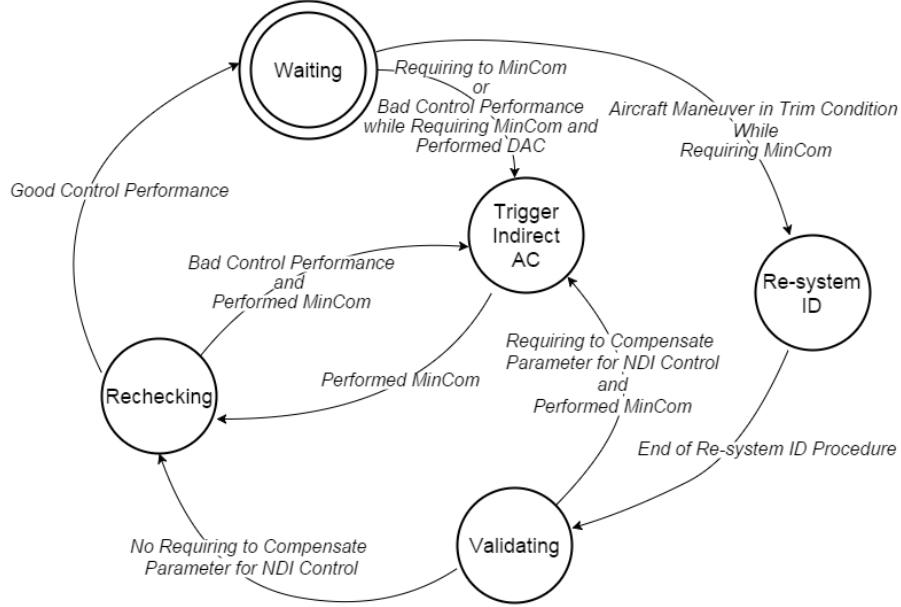 Waiting
Requiring to MinCom
or
Bad Control Performance
while Requiring MinCom and
Performed DAC
Aircraft Maneuver in Trim Condition
While
Requiring MinCom
Good Control Performance
Trigger
Indirect
AC
Bad Control Performance
and
Performed MinCom
Re-system
ID
Requiring to Compensate
Parameter for NDI Control
and
Performed MinCom
Performed MinCom
Rechecking
End of Re-system ID Procedure
Validating
No Requiring to Compensate
Parameter for NDI Control